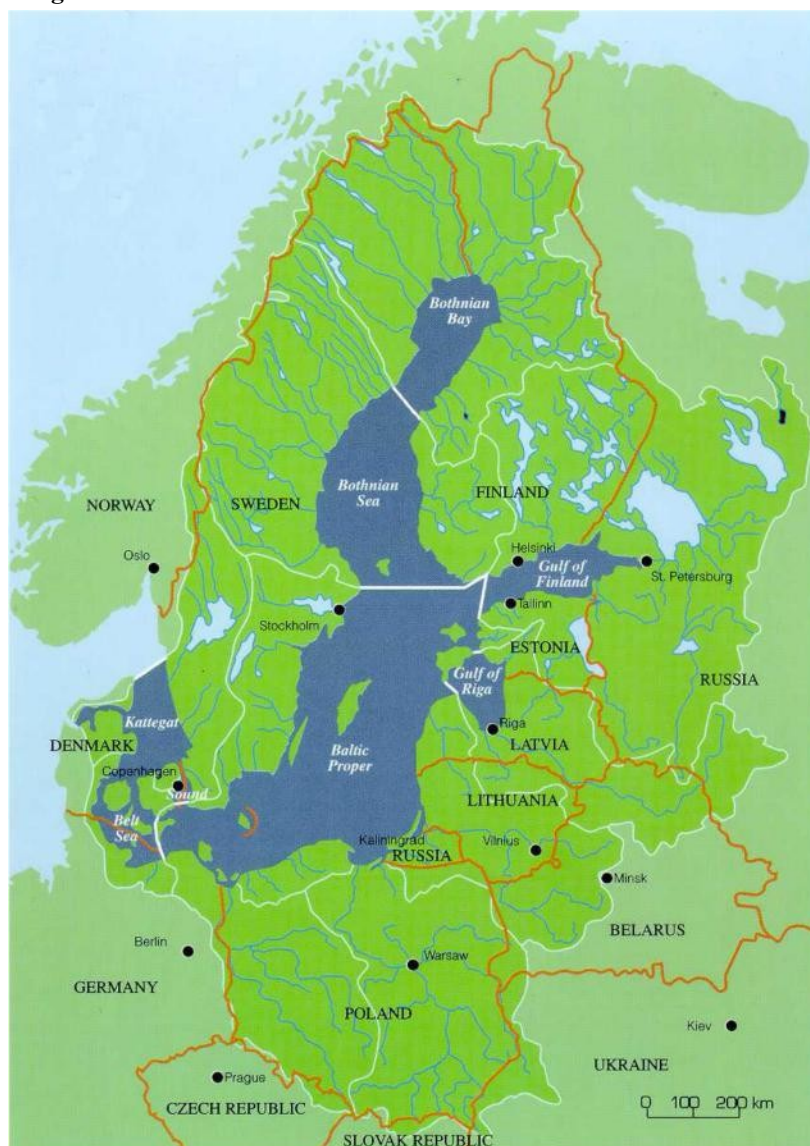 Bothnian
Bay
NORWAY
SWEDEN
Bothnian
Sea
FINLAND
Oslo
Helsinki
Gulf of
Finland
St. Petersburg
Stockholm
Tallinn
ESTONIA
Gulf of
Riga
RUSSIA
Kattegat
Riga
DENMARK
Baltic
Proper
LATVIA
Copenhagen
Sound
LITHUANIA
Belt
Sea
Kaliningrad
RUSSIA
Vilnius
Minsk
BELARUS
Berlin
Warsaw
GERMANY
POLAND
Kiev
UKRAINE
Prague
CZECH REPUBLIC
0 100 200 km
SLOVAK REPUBLIC